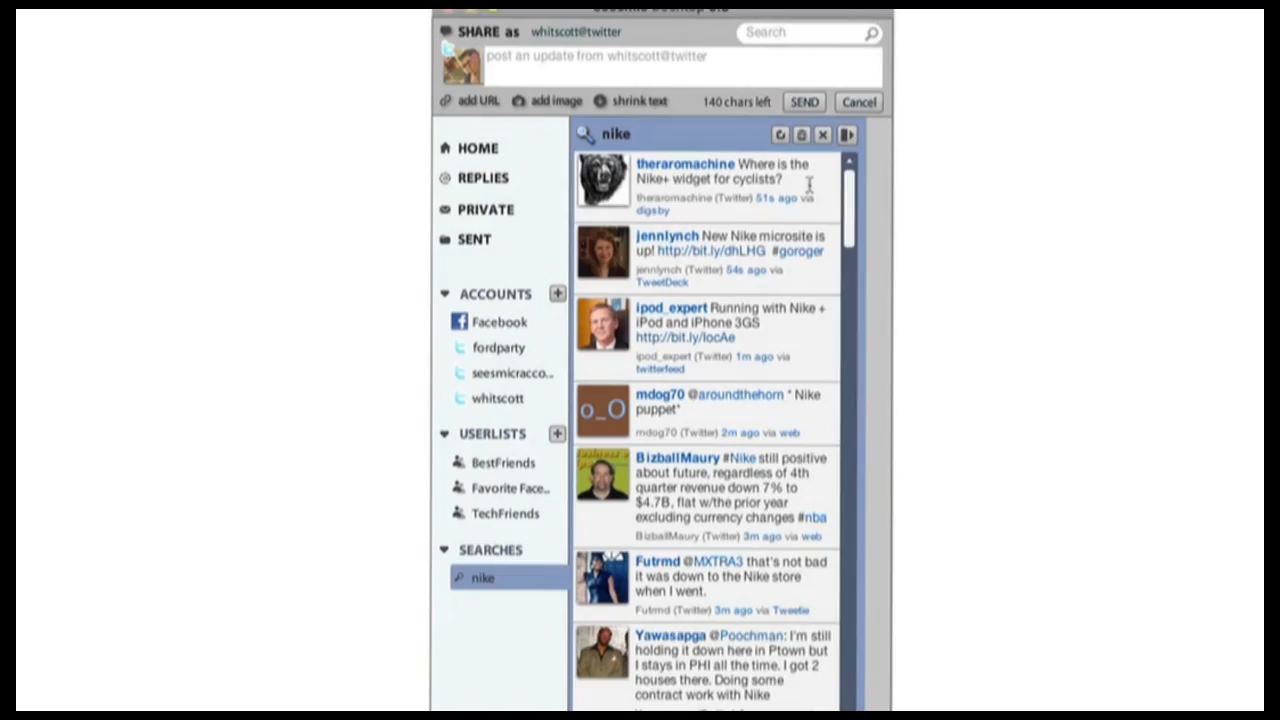 SHARE as whitscott@twitter
Search
post an update from whitscott@twitter
add URL add image shrink text 140 chars left SEND Cancel
HOME
REPLIES
PRIVATE
SENT
ACCOUNTS
Facebook
fordparty
seesmicracco...
whitscott
USERLISTS
BestFriends
Favorite Face...
TechFriends
SEARCHES
nike
nike
theraromachine Where is the
Nike+ widget for cyclists?
theraromachine (Twitter) 51s ago via
digsby
jennlynch New Nike microsite is
up! http://bit.ly/dhLHG #goroger
jennlynch (Twitter) 54s ago via
TweetDeck
ipod_expert Running with Nike +
iPod and iPhone 3GS
http://bit.ly/IocAe
ipod_expert (Twitter) 1m ago via
twitterfeed
o_O
mdog70 @aroundthehorn * Nike
puppet*
mdog70 (Twitter) 2m ago via web
BizballMaury #Nike still positive
about future, regardless of 4th
quarter revenue down 7% to
$4.7B, flat w/the prior year
excluding currency changes #nba
BizballMaury (Twitter) 3m ago via web
Futrmd @MXTRA3 that's not bad
it was down to the Nike store
when I went.
Futrmd (Twitter) 3m ago via Tweetie
Yawasapga @Poochman: I'm still
holding it down here in Ptown but
I stays in PHI all the time. I got 2
houses there. Doing some
contract work with Nike